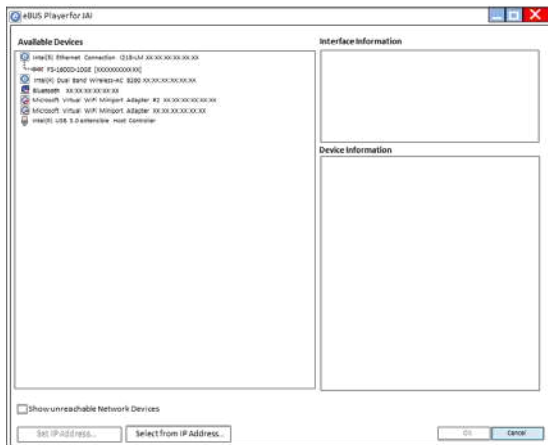 eBUS Player for JAI
Available Devices
Intel(R) Ethernet Connection I218-LM XX:XX:XX:XX:XX:XX
FS-1600D-10GE [XXXXXXXXXXXX]
Intel(R) Dual Band Wireless-AC 8260 XX:XX:XX:XX:XX:XX
Bluetooth XX:XX:XX:XX:XX:XX
Microsoft Virtual WiFi Miniport Adapter #2 XX:XX:XX:XX:XX:XX
Microsoft Virtual WiFi Miniport Adapter XX:XX:XX:XX:XX:XX
Intel(R) USB 3.0 eXtensible Host Controller
Interface Information
Device Information
Show unreachable Network Devices
Set IP Address...
Select from IP Address...
OK
Cancel